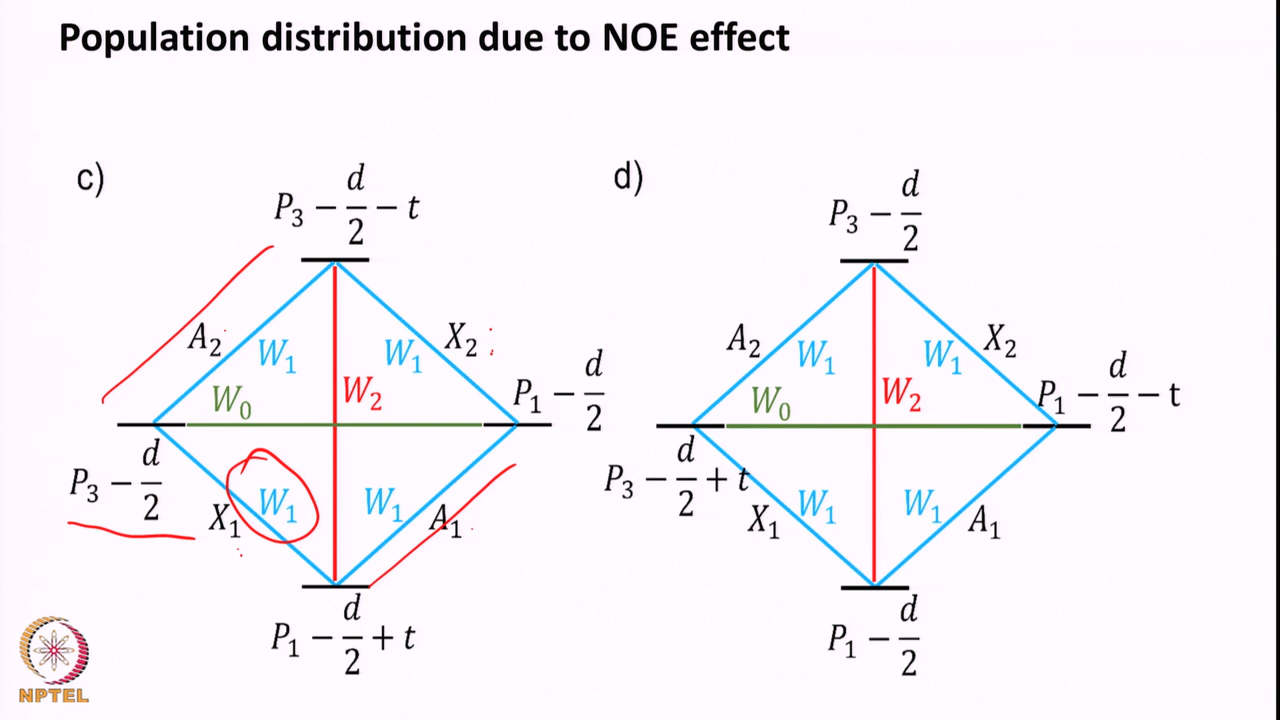 Population distribution due to NOE effect
c)
P₃ − d/2 − t
A₂
W₁
W₁
X₂
W₀
W₂
P₁ − d/2
P₃ − d/2
X₁
W₁
W₁
A₁
P₁ − d/2 + t
d)
P₃ − d/2
A₂
W₁
W₁
X₂
W₀
W₂
P₁ − d/2 − t
P₃ − d/2 + t
X₁
W₁
W₁
A₁
P₁ − d/2
NPTEL